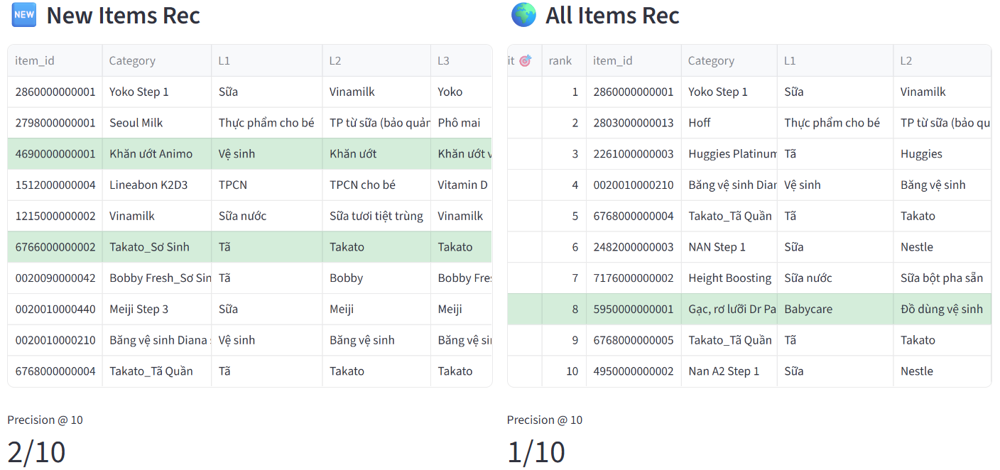 NEW New Items Rec
item_id Category L1 L2 L3
2860000000001 Yoko Step 1 Sữa Vinamilk Yoko
2798000000001 Seoul Milk Thực phẩm cho bé TP từ sữa (bảo quản Phô mai
4690000000001 Khăn ướt Animo Vệ sinh Khăn ướt Khăn ướt v
1512000000004 Lineabon K2D3 TPCN TPCN cho bé Vitamin D
1215000000002 Vinamilk Sữa nước Sữa tươi tiệt trùng Vinamilk
6766000000002 Takato_Sơ Sinh Tã Takato Takato
0020090000042 Bobby Fresh_Sơ Sin Tã Bobby Bobby Fre
0020010000440 Meiji Step 3 Sữa Meiji Meiji
0020010000210 Băng vệ sinh Diana Vệ sinh Băng vệ sinh Băng vệ si
6768000000004 Takato_Tã Quần Tã Takato Takato
Precision @ 10
2/10
All Items Rec
it rank item_id Category L1 L2
1 2860000000001 Yoko Step 1 Sữa Vinamilk
2 2803000000013 Hoff Thực phẩm cho bé TP từ sữa (bảo qu
3 2261000000003 Huggies Platinum Tã Huggies
4 0020010000210 Băng vệ sinh Dian Vệ sinh Băng vệ sinh
5 6768000000004 Takato_Tã Quần Tã Takato
6 2482000000003 NAN Step 1 Sữa Nestle
7 7176000000002 Height Boosting Sữa nước Sữa bột pha sẵn
8 5950000000001 Gạc, rơ lưỡi Dr Pa Babycare Đồ dùng vệ sinh
9 6768000000005 Takato_Tã Quần Tã Takato
10 4950000000002 Nan A2 Step 1 Sữa Nestle
Precision @ 10
1/10